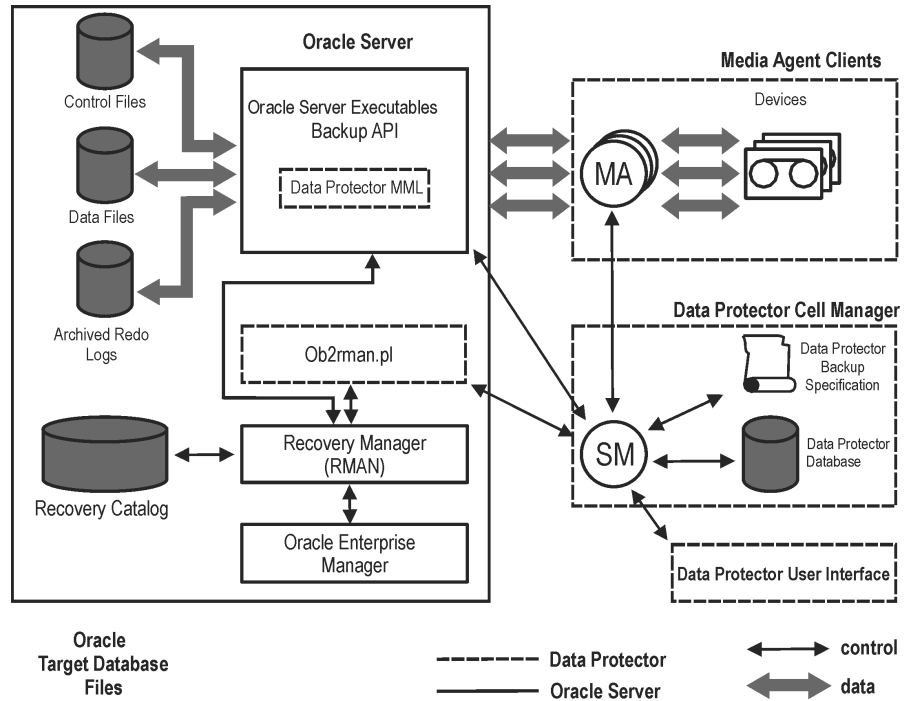 Oracle Server
Control Files
Oracle Server Executables
Backup API
Data Protector MML
Data Files
Archived Redo
Logs
Ob2rman.pl
Recovery Manager
(RMAN)
Recovery Catalog
Oracle Enterprise
Manager
Media Agent Clients
Devices
MA
Data Protector Cell Manager
Data Protector
Backup
Specification
SM
Data Protector
Database
Data Protector User Interface
Oracle
Target Database
Files
Data Protector
Oracle Server
control
data